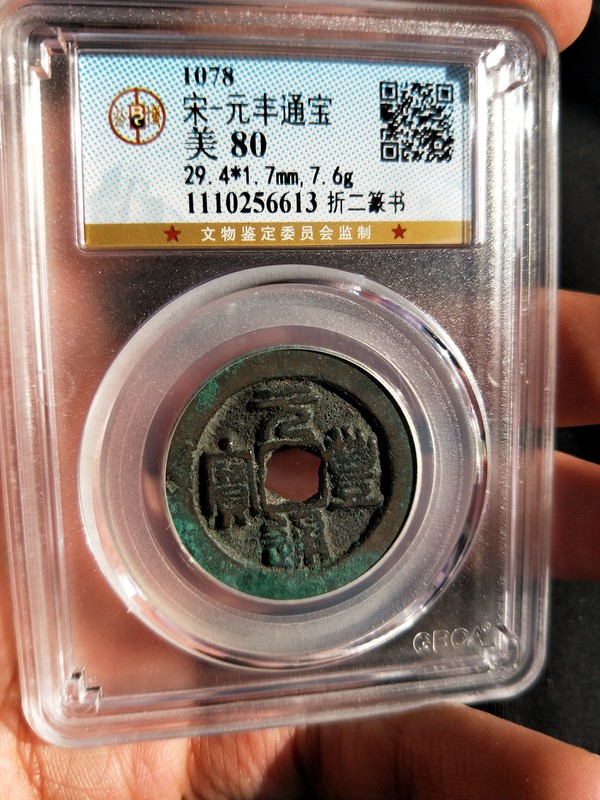 1078
宋-元丰通宝
美 80
29.4*1.7mm,7.6g
1110256613 折二篆书
★ 文物鉴定委员会监制 ★
元豐通寳
GBCA